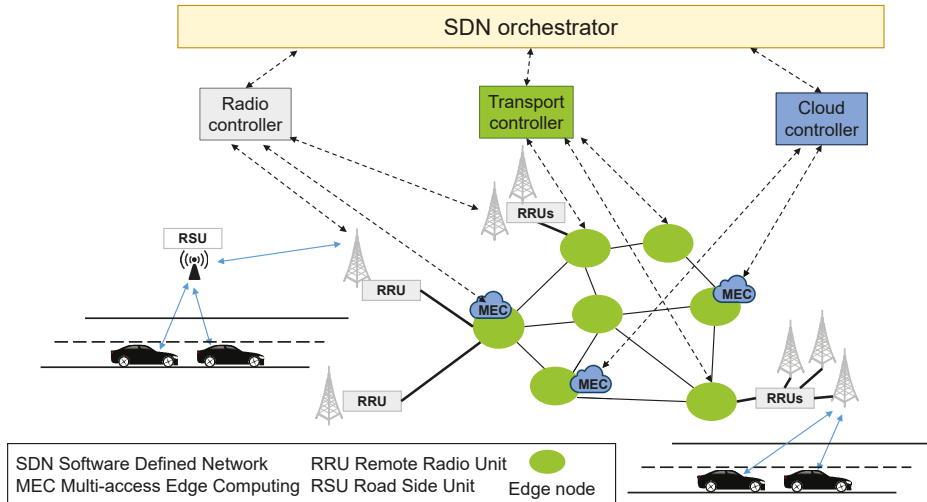 SDN orchestrator
Radio
controller
Transport
controller
Cloud
controller
RRUs
RSU
RRU
MEC
MEC
MEC
RRU
RRUs
SDN Software Defined Network
MEC Multi-access Edge Computing
RRU Remote Radio Unit
RSU Road Side Unit
Edge node